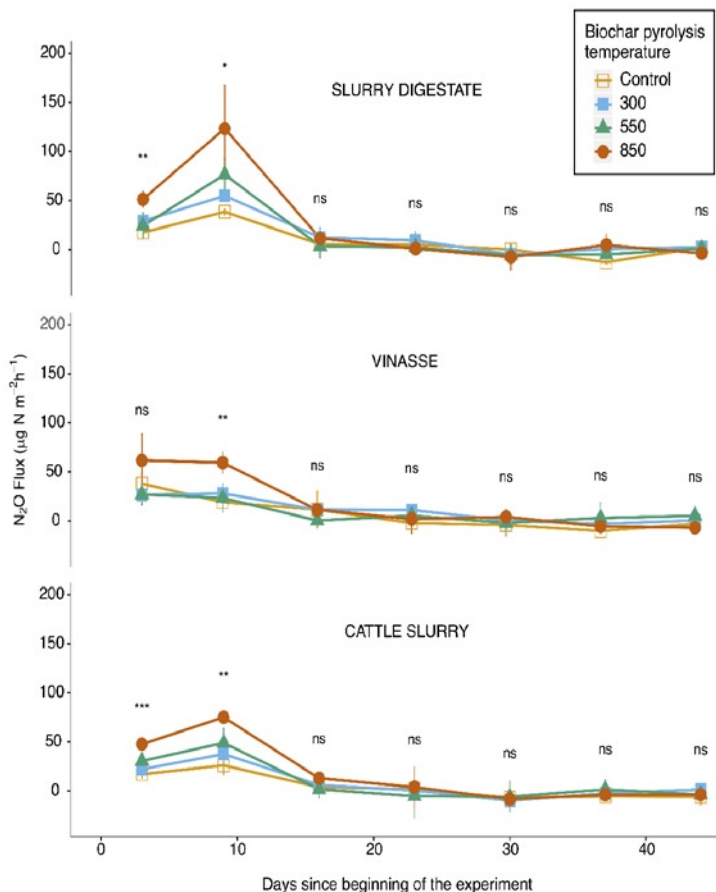 Biochar pyrolysis
temperature
Control
300
550
850
N₂O Flux (µg N m⁻²h⁻¹)
SLURRY DIGESTATE
200
150
100
50
0
**
*
ns
ns
ns
ns
ns
VINASSE
200
150
100
50
0
ns
**
ns
ns
ns
ns
ns
CATTLE SLURRY
200
150
100
50
0
***
**
ns
ns
ns
ns
ns
0 10 20 30 40
Days since beginning of the experiment